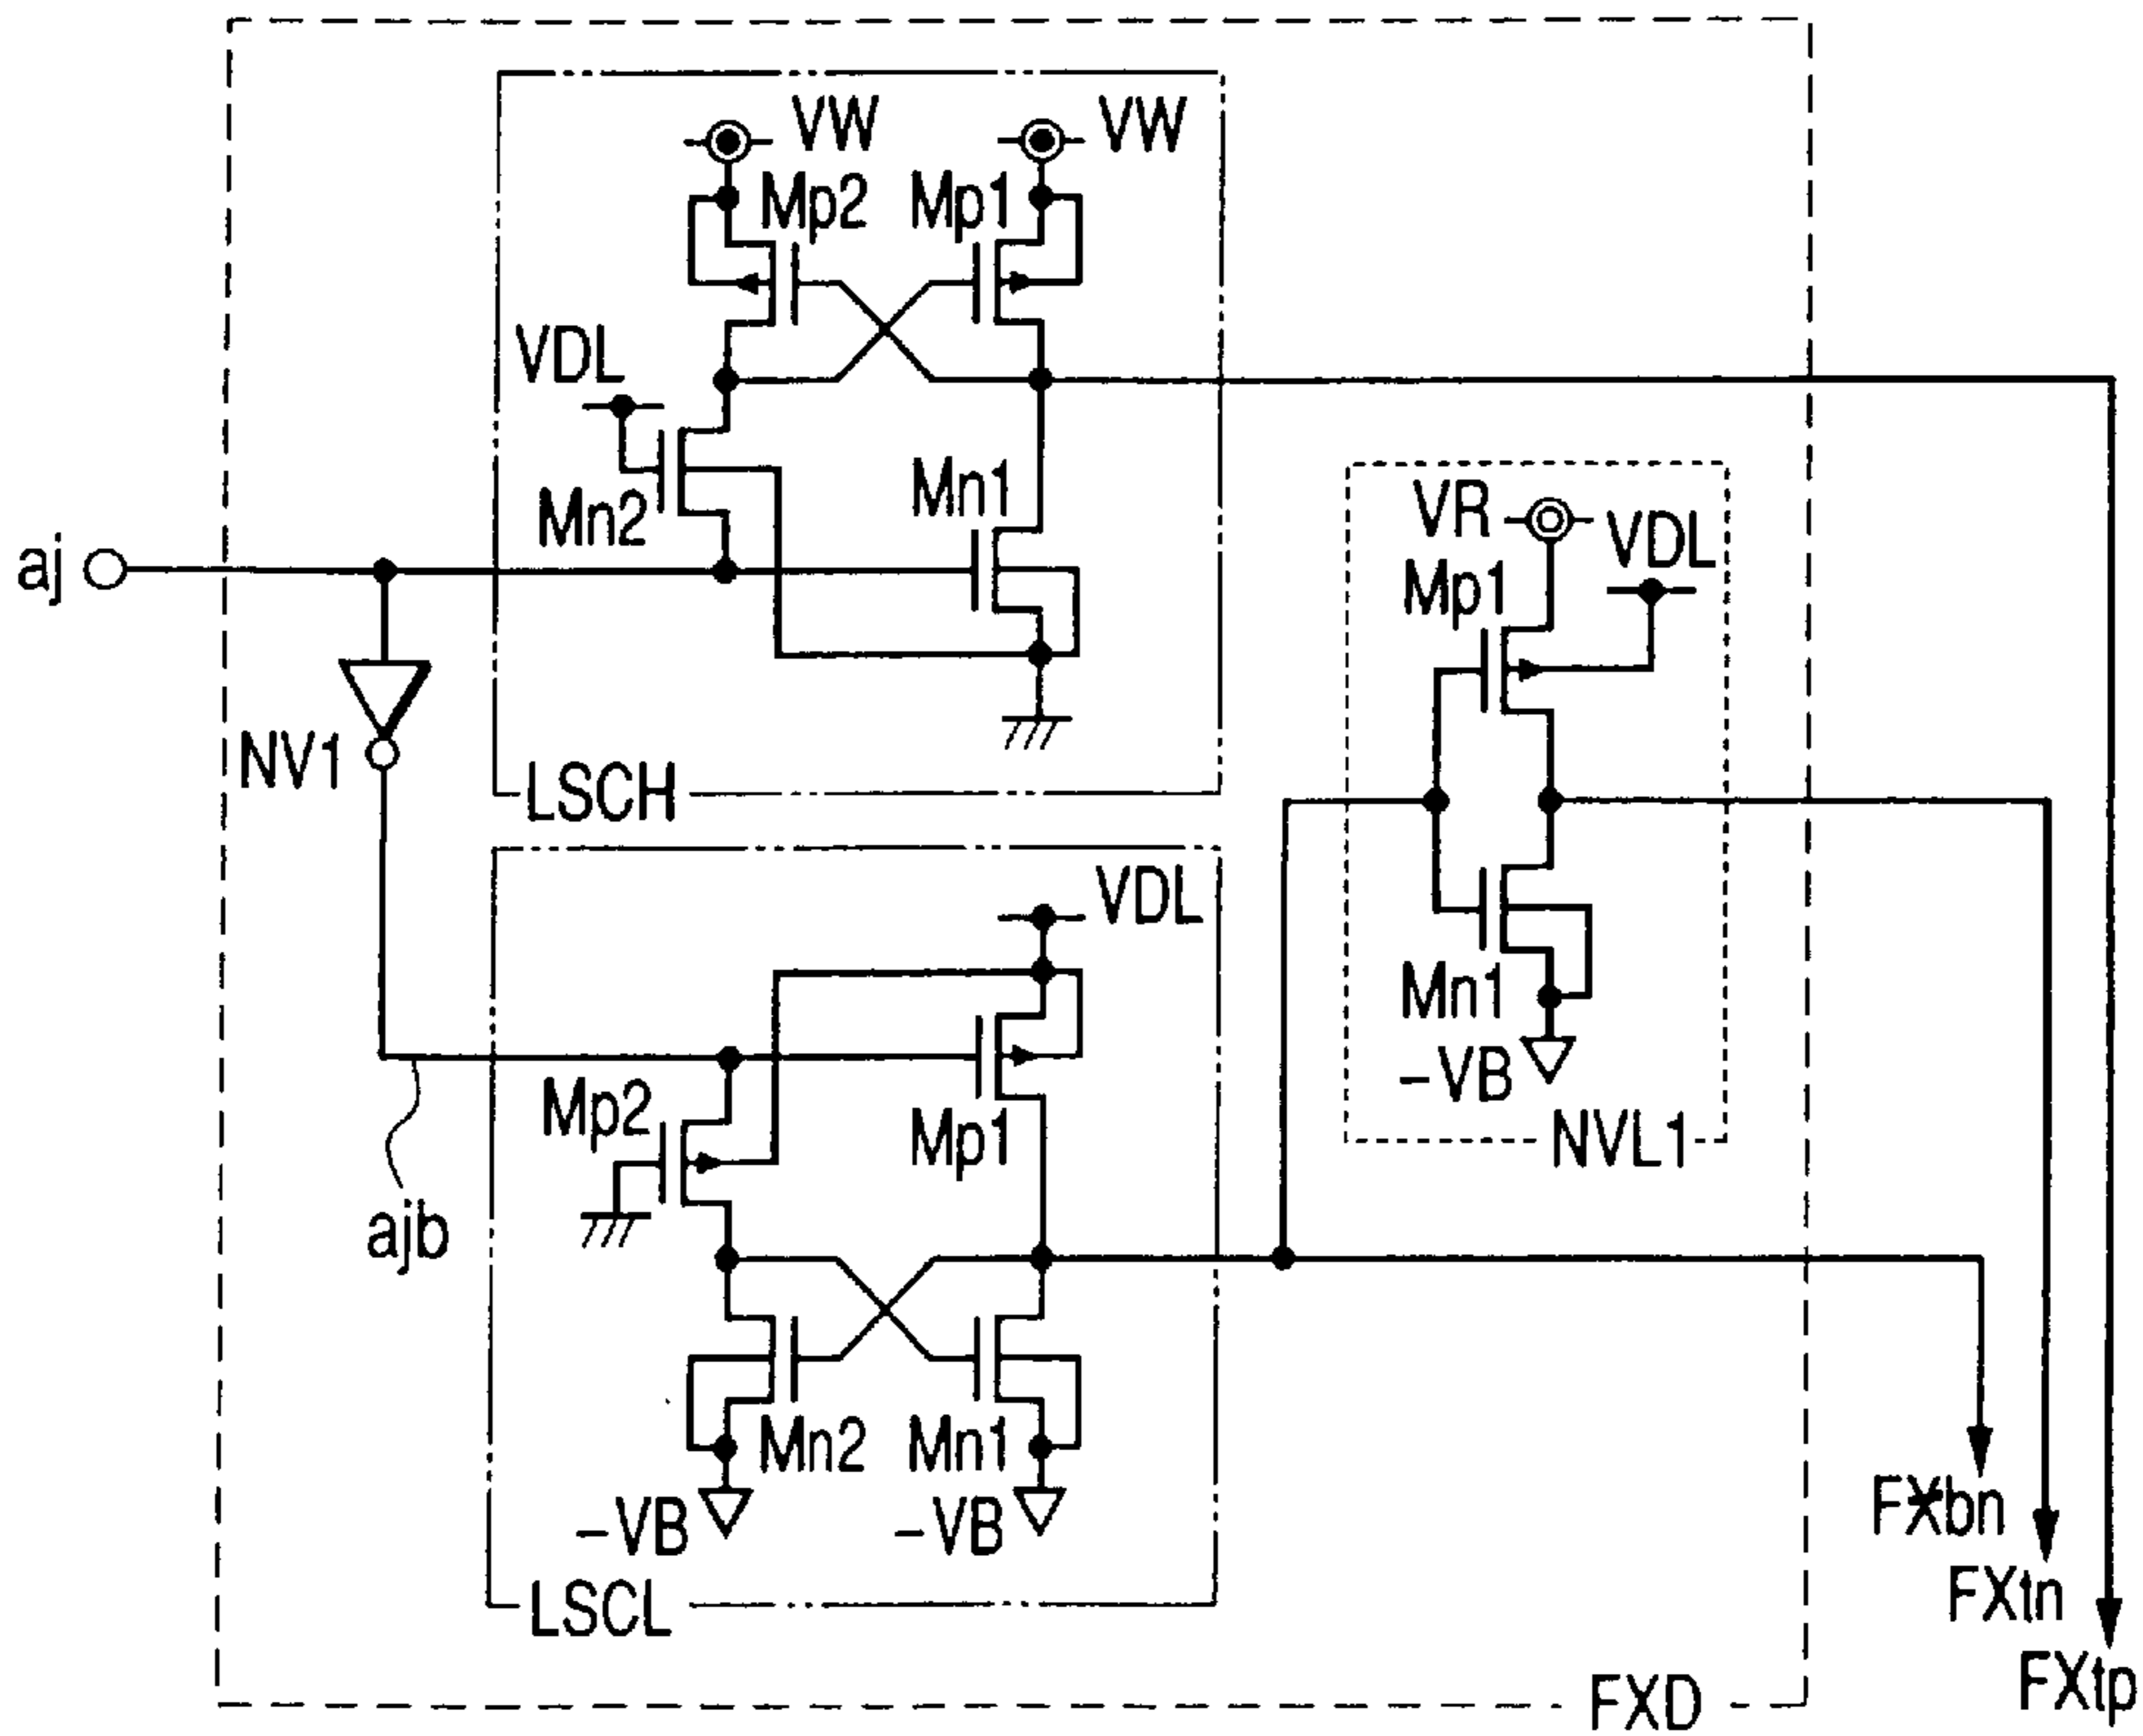 VW
VW
Mp2
Mp1
VDL
Mn2
Mn1
aj
NV1
LSCH
VR
VDL
Mp1
Mn1
-VB
NVL1
VDL
Mp2
Mp1
ajb
Mn2
Mn1
-VB
-VB
LSCL
FXbn
FXtn
FXtp
FXD